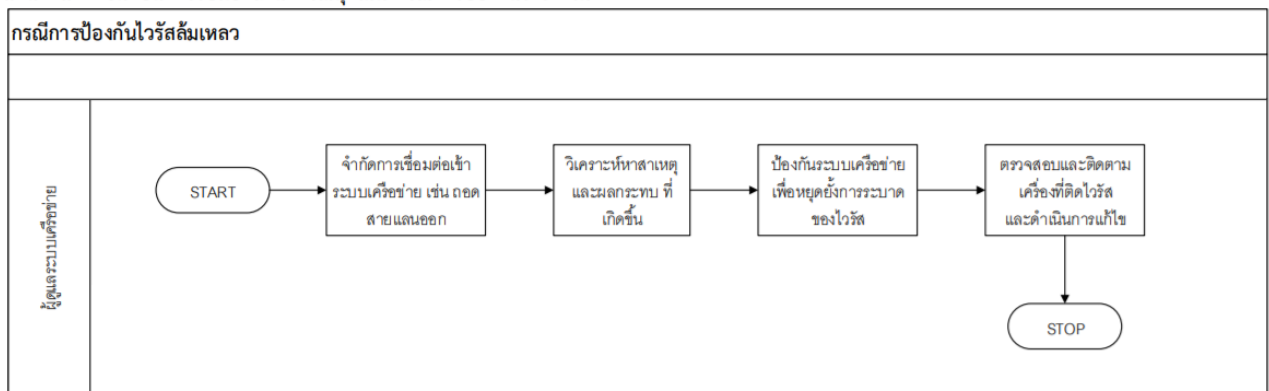 กรณีการป้องกันไวรัสล้มเหลว
ผู้ดูแลระบบเครือข่าย
START
จำกัดการเชื่อมต่อเข้า
ระบบเครือข่าย เช่น ถอด
สายแลนออก
วิเคราะห์หาสาเหตุ
และผลกระทบ ที่
เกิดขึ้น
ป้องกันระบบเครือข่าย
เพื่อหยุดยั้งการระบาด
ของไวรัส
ตรวจสอบและติดตาม
เครื่องที่ติดไวรัส
และดำเนินการแก้ไข
STOP